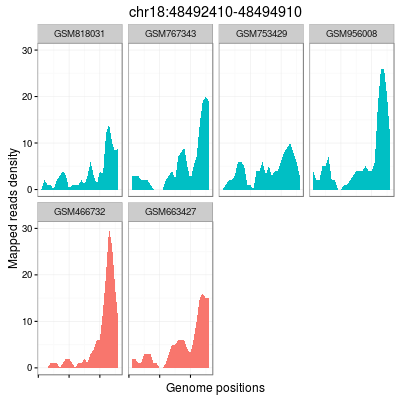 chr18:48492410-48494910
GSM818031 GSM767343 GSM753429 GSM956008
30
20
10
0
GSM466732 GSM663427
30
20
10
0
Mapped reads density
Genome positions